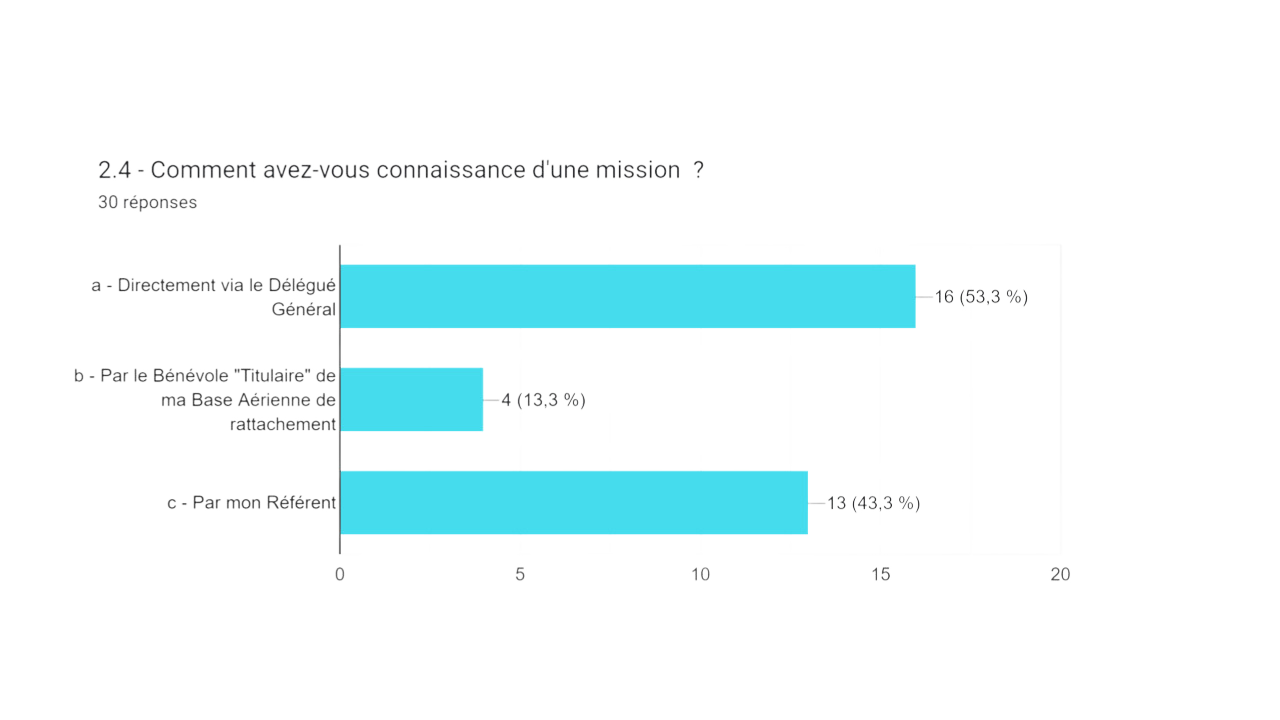 2.4 - Comment avez-vous connaissance d'une mission  ?
30 réponses
a - Directement via le Délégué
Général
16 (53,3 %)
b - Par le Bénévole "Titulaire" de
ma Base Aérienne de
rattachement
4 (13,3 %)
c - Par mon Référent
13 (43,3 %)
0 5 10 15 20